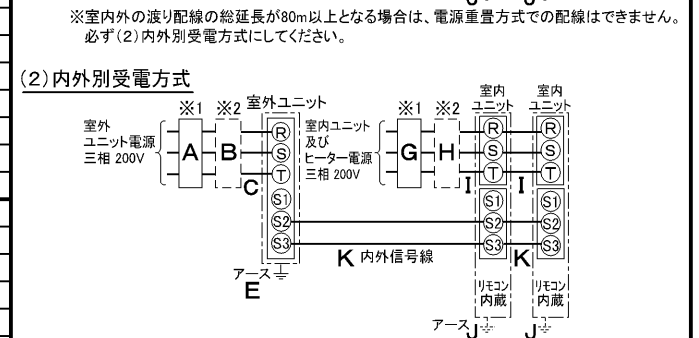 ※室内外の渡り配線の総延長が80m以上となる場合は、電源重畳方式での配線はできません。
必ず(2)内外別受電方式にしてください。
(2)内外別受電方式
※1 ※2 室外ユニット
室外
ユニット電源
三相 200V
A B
C
R
S
T
S1
S2
S3
アース
E
※1 ※2
室内ユニット
及び
ヒーター電源
三相 200V
G H
I
室内
ユニット
R
S
T
S1
S2
S3
リモコン
内蔵
アース J
I
室内
ユニット
R
S
T
S1
S2
S3
リモコン
内蔵
J
K 内外信号線
K